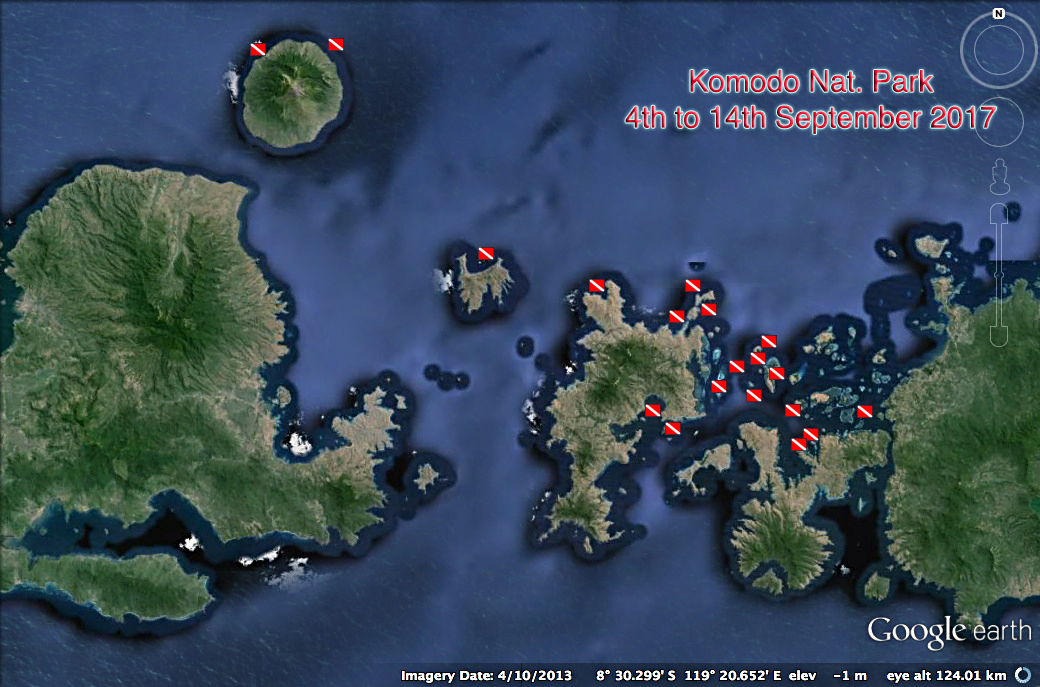 N
Komodo Nat. Park
4th to 14th September 2017
Google earth
Imagery Date: 4/10/2013 8° 30.299' S 119° 20.652' E elev -1 m eye alt 124.01 km